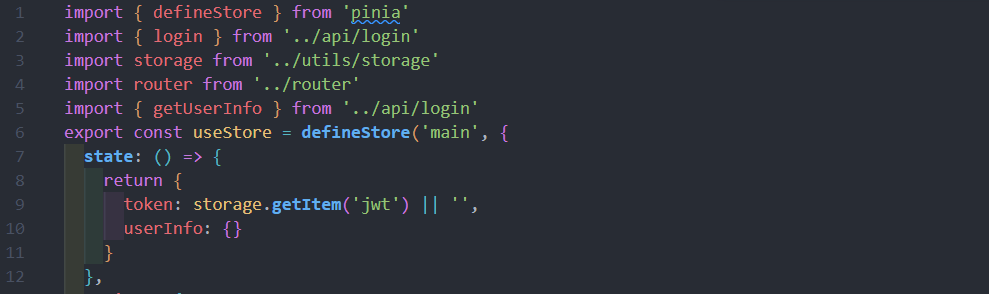 1 import { defineStore } from 'pinia'
2 import { login } from '../api/login'
3 import storage from '../utils/storage'
4 import router from '../router'
5 import { getUserInfo } from '../api/login'
6 export const useStore = defineStore('main', {
7 state: () => {
8 return {
9 token: storage.getItem('jwt') || '',
10 userInfo: {}
11 }
12 },